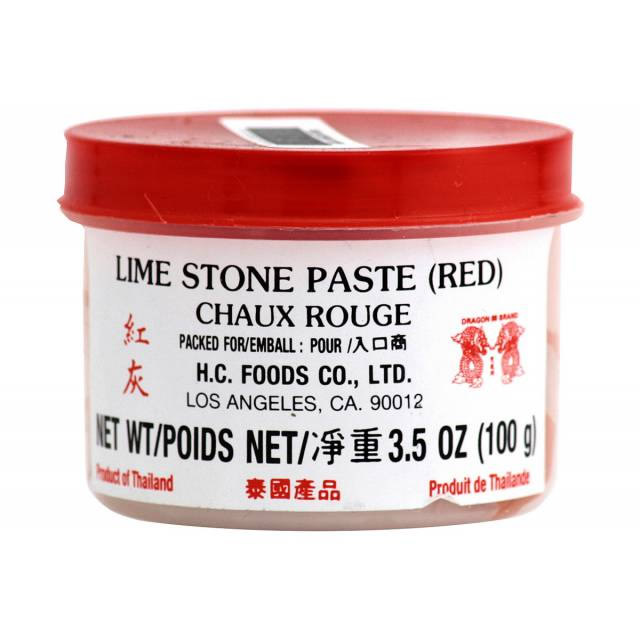 LIME STONE PASTE (RED)
CHAUX ROUGE
PACKED FOR/EMBALL : POUR /入口商
H.C. FOODS CO., LTD.
LOS ANGELES, CA. 90012
紅灰
DRAGON BRAND
NET WT/POIDS NET/凈重 3.5 OZ (100 g)
Product of Thailand
泰國產品
Produit de Thailande